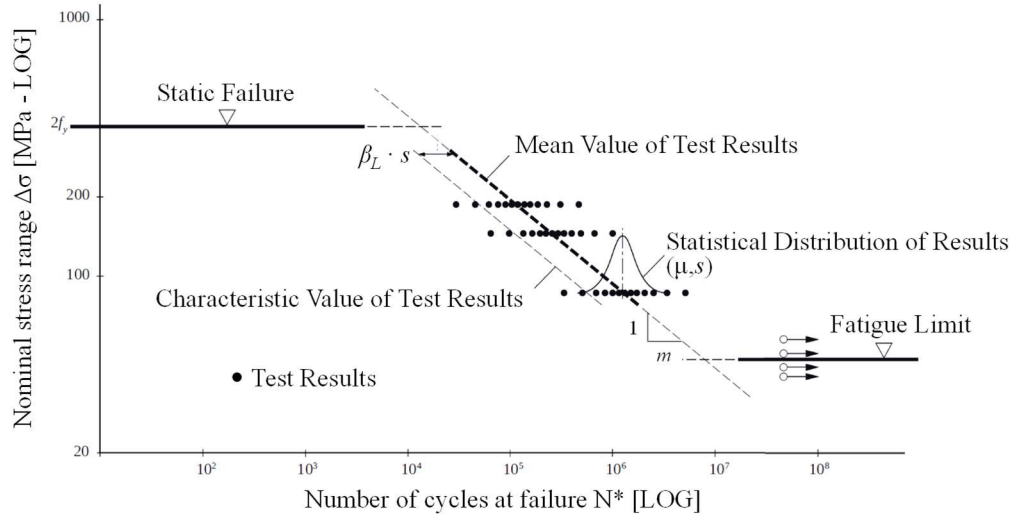 1000
Static Failure
2f_y
Mean Value of Test Results
β_L · s
200
Statistical Distribution of Results
(μ,s)
100
Characteristic Value of Test Results
Fatigue Limit
1
m
Test Results
20
10² 10³ 10⁴ 10⁵ 10⁶ 10⁷ 10⁸
Number of cycles at failure N* [LOG]
Nominal stress range Δσ [MPa - LOG]